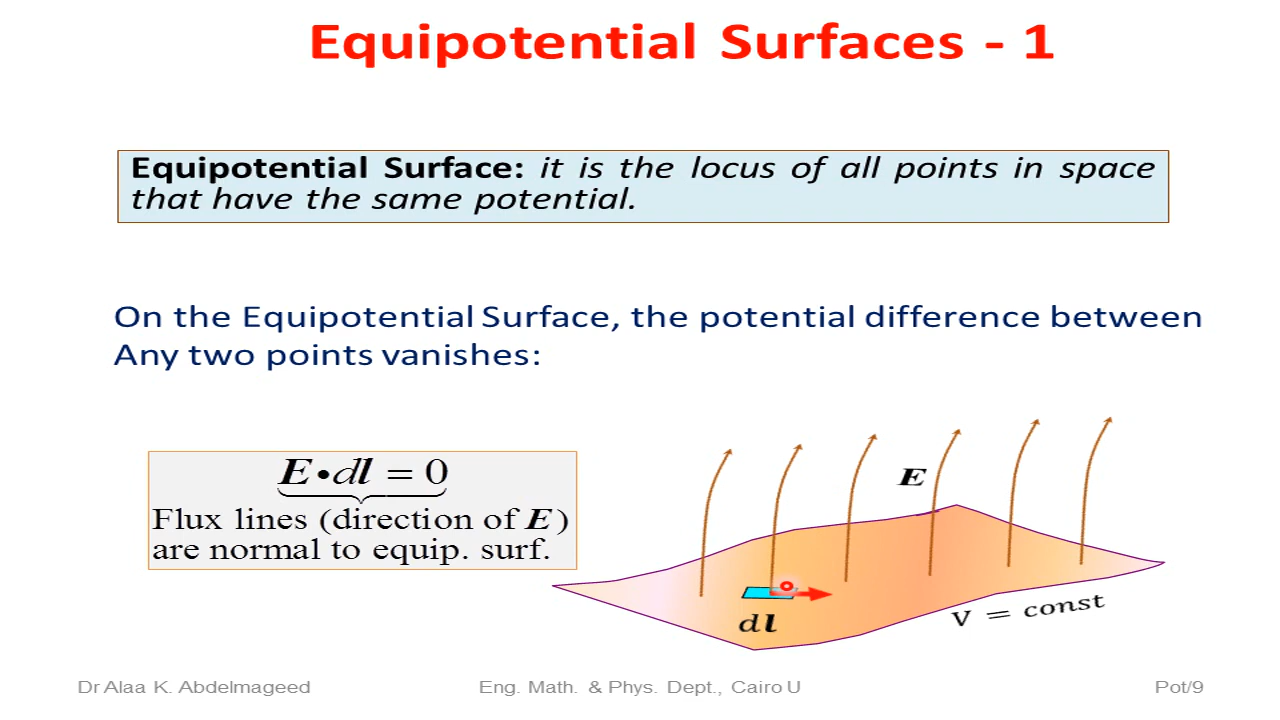 Equipotential Surfaces - 1
Equipotential Surface: it is the locus of all points in space
that have the same potential.
On the Equipotential Surface, the potential difference between
Any two points vanishes:
E•dl = 0
Flux lines (direction of E)
are normal to equip. surf.
E
dl
V = const
Dr Alaa K. Abdelmageed
Eng. Math. & Phys. Dept., Cairo U
Pot/9